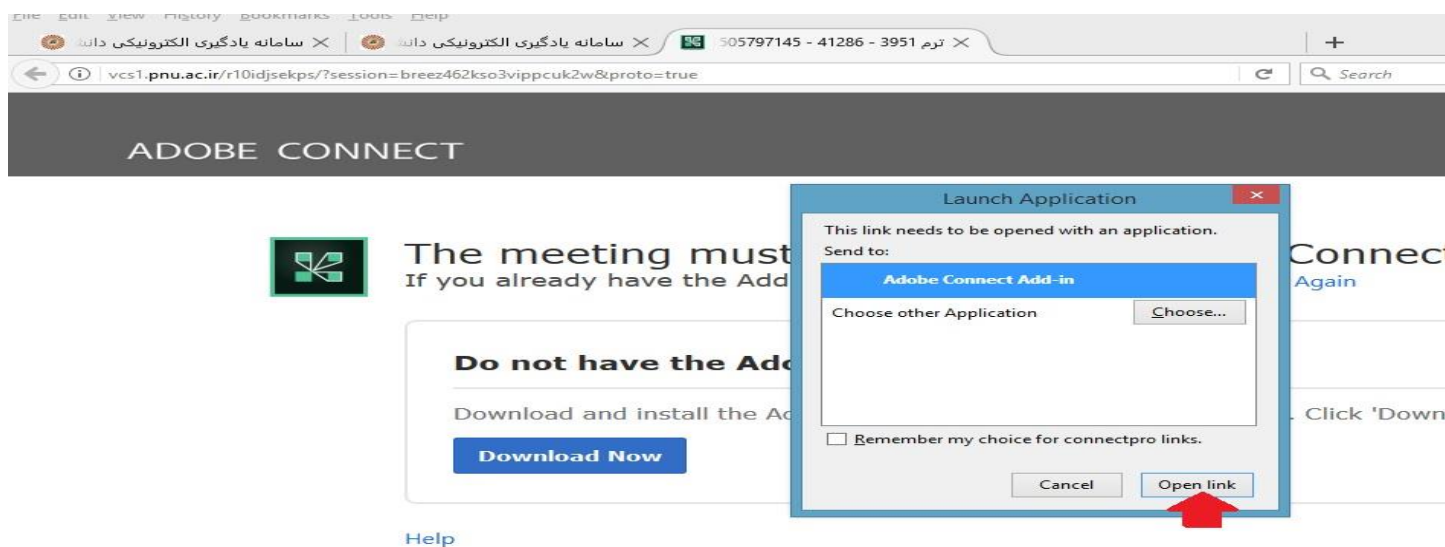 File Edit View History Bookmarks Tools Help
سامانه یادگیری الکترونیکی دانش
سامانه یادگیری الکترونیکی دانش
ترم 3951 - 41286 - 505797145
vcs1.pnu.ac.ir/r10idjsekps/?session=breez462kso3vippcuk2w&proto=true
Search
ADOBE CONNECT
Launch Application
This link needs to be opened with an application.
Send to:
Adobe Connect Add-in
Choose other Application Choose...
Remember my choice for connectpro links.
Cancel Open link
The meeting must Connect
If you already have the Add Again
Do not have the Add
Download and install the Ad . Click 'Down
Download Now
Help